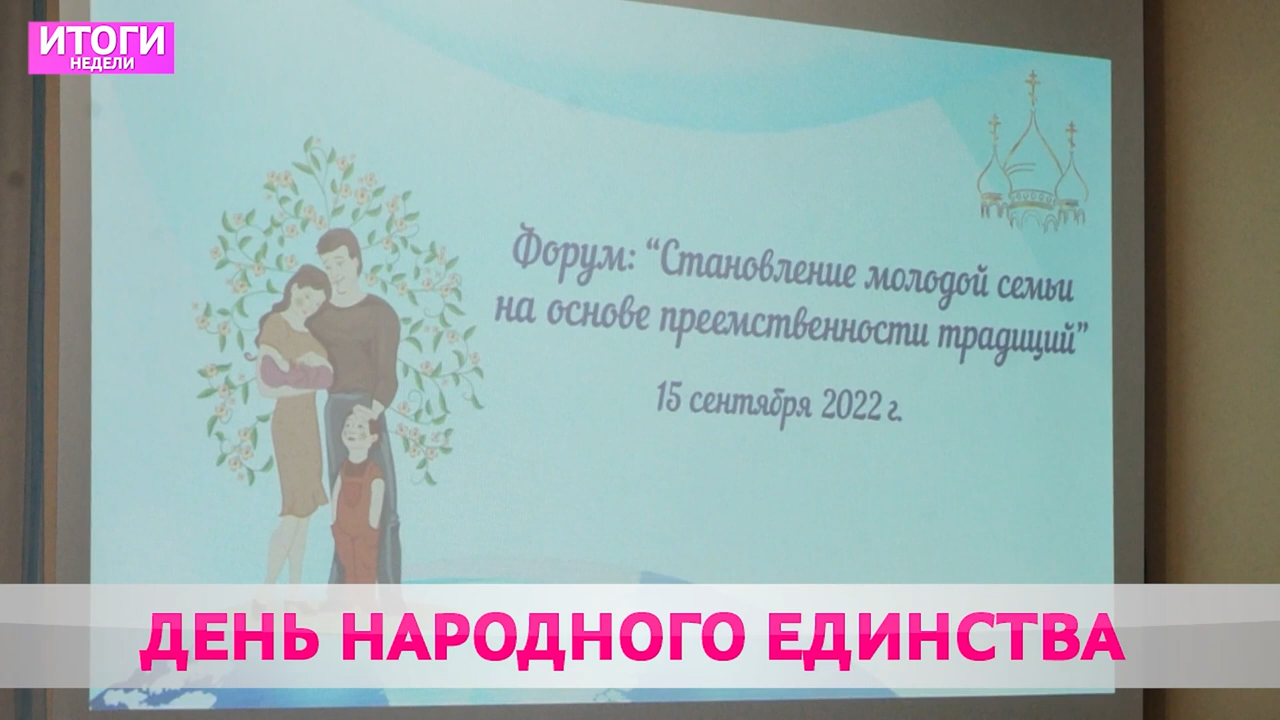 ИТОГИ
НЕДЕЛИ
Форум: “Становление молодой семьи
на основе преемственности традиций”
15 сентября 2022 г.
ДЕНЬ НАРОДНОГО ЕДИНСТВА